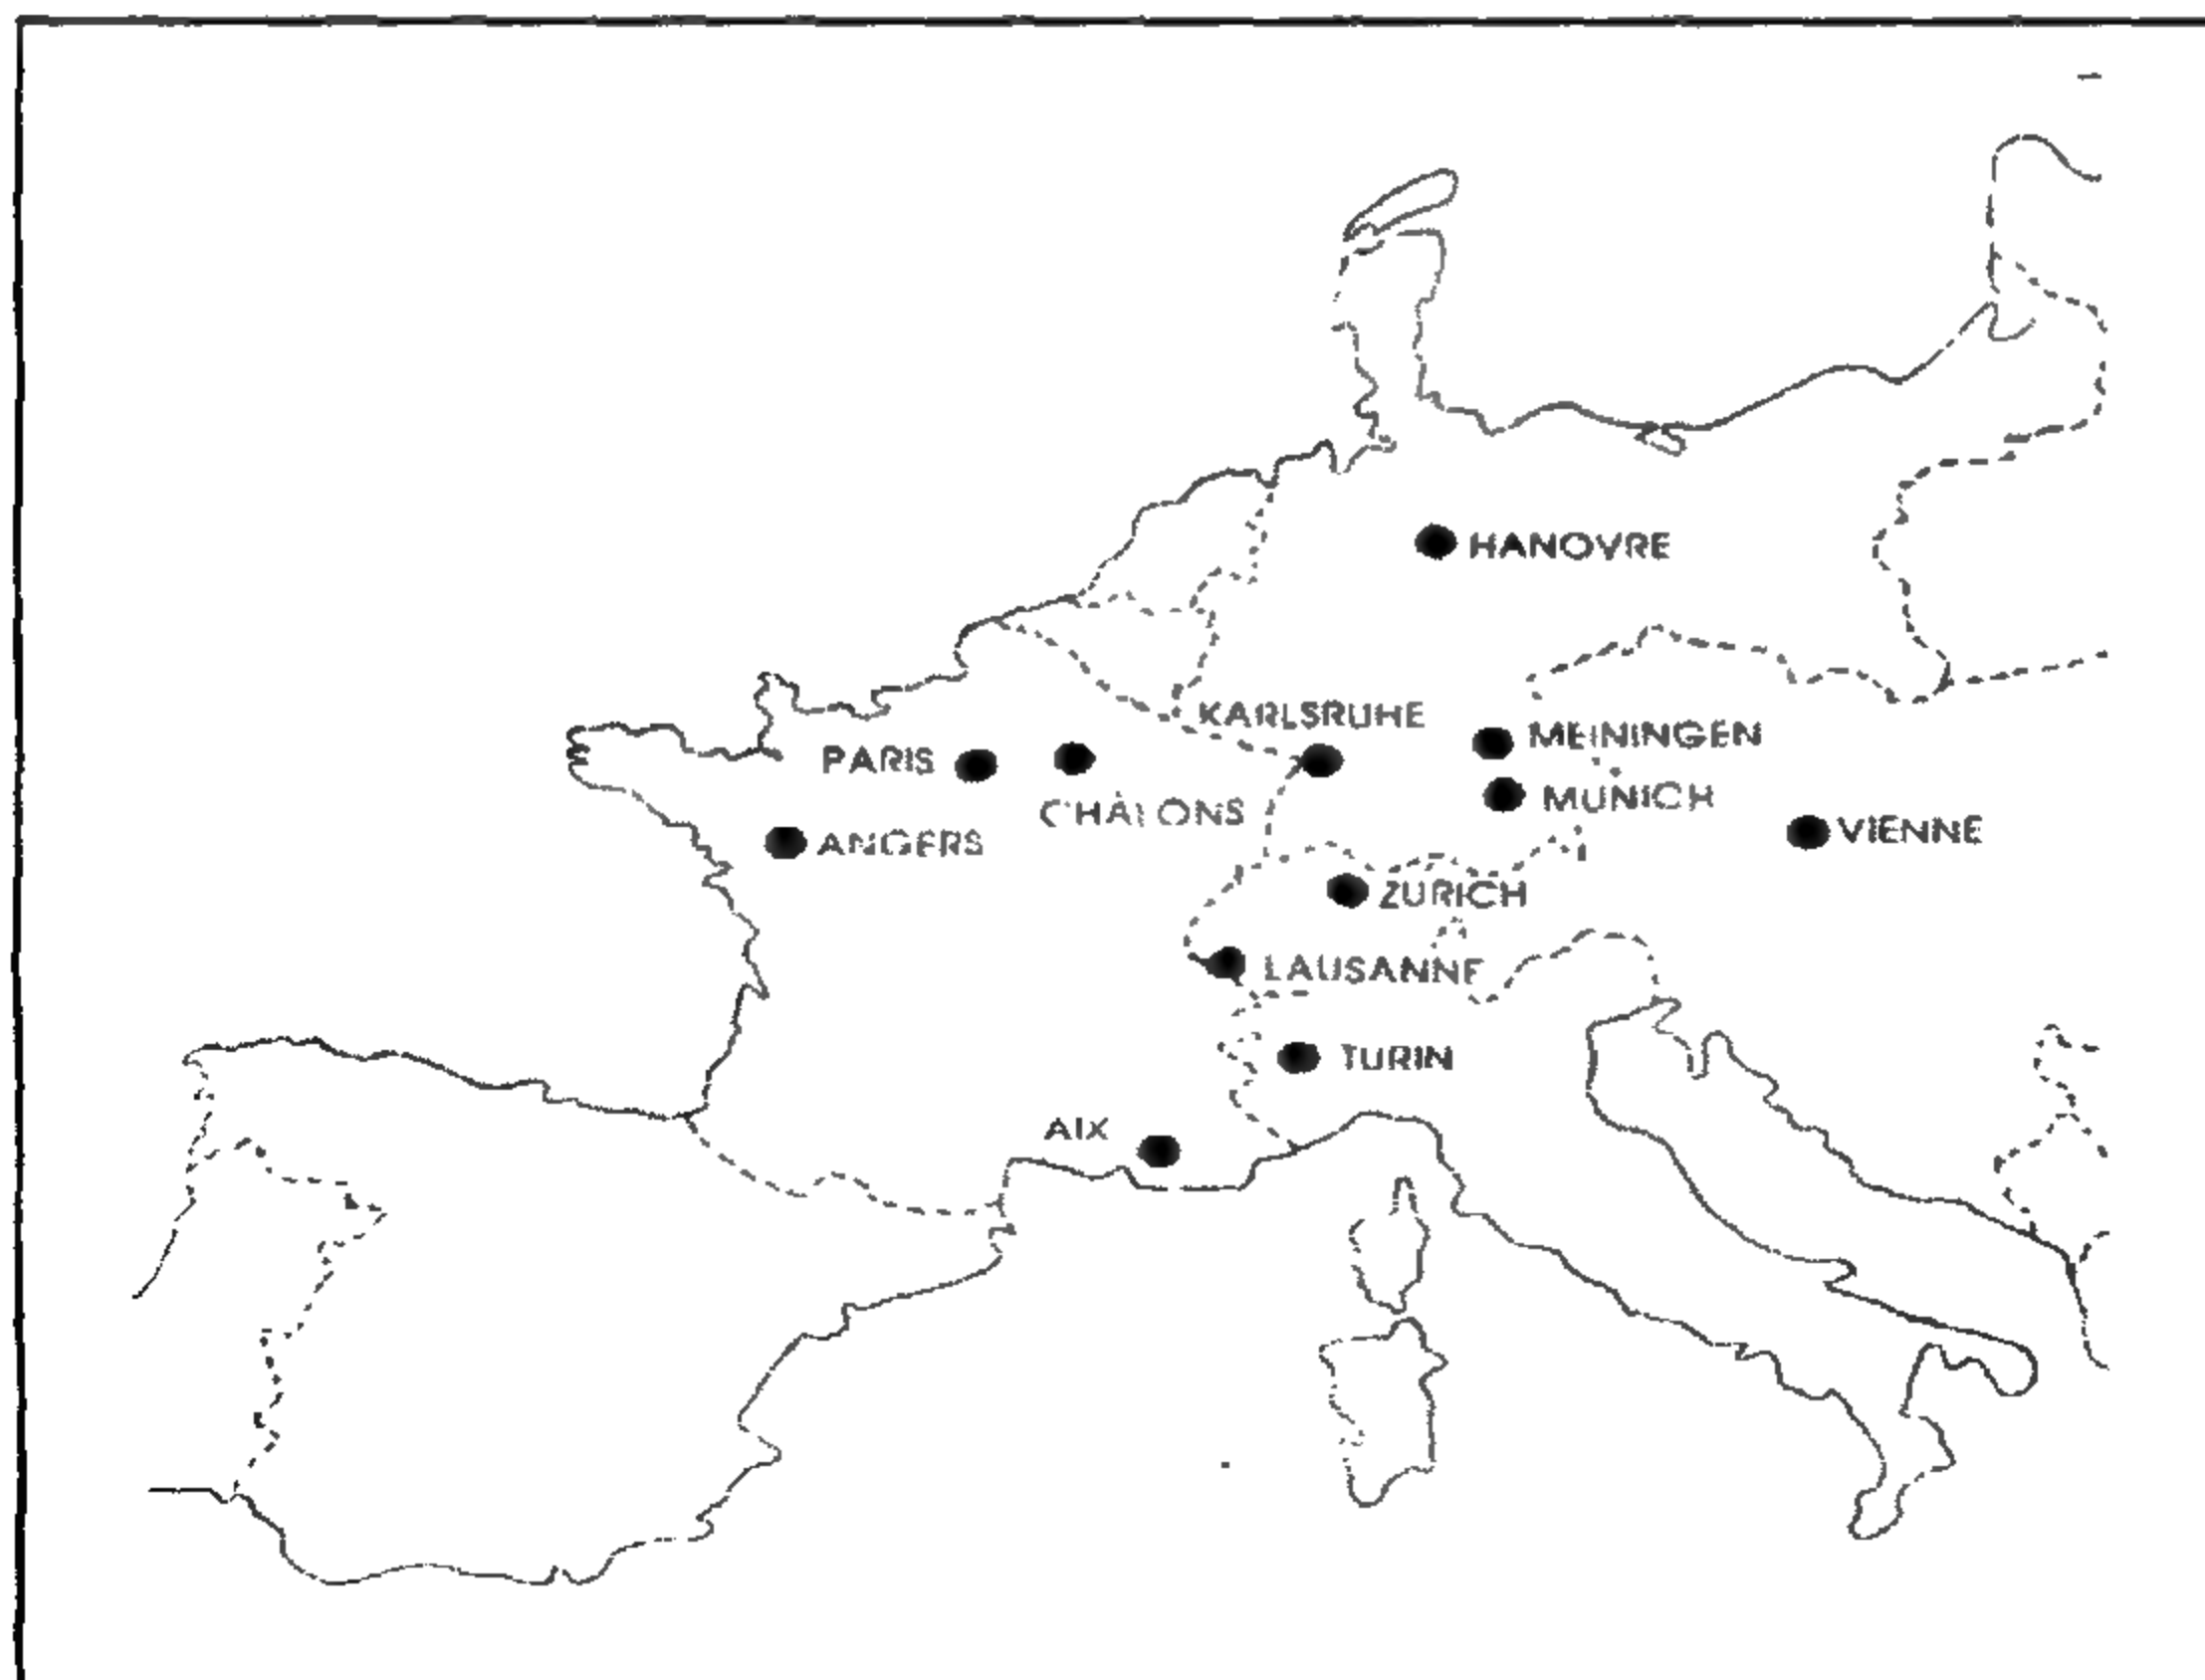 HANOVRE
KARLSRUHE
MEININGEN
PARIS
MUNICH
CHÂLONS
VIENNE
ANGERS
ZURICH
LAUSANNE
TURIN
AIX